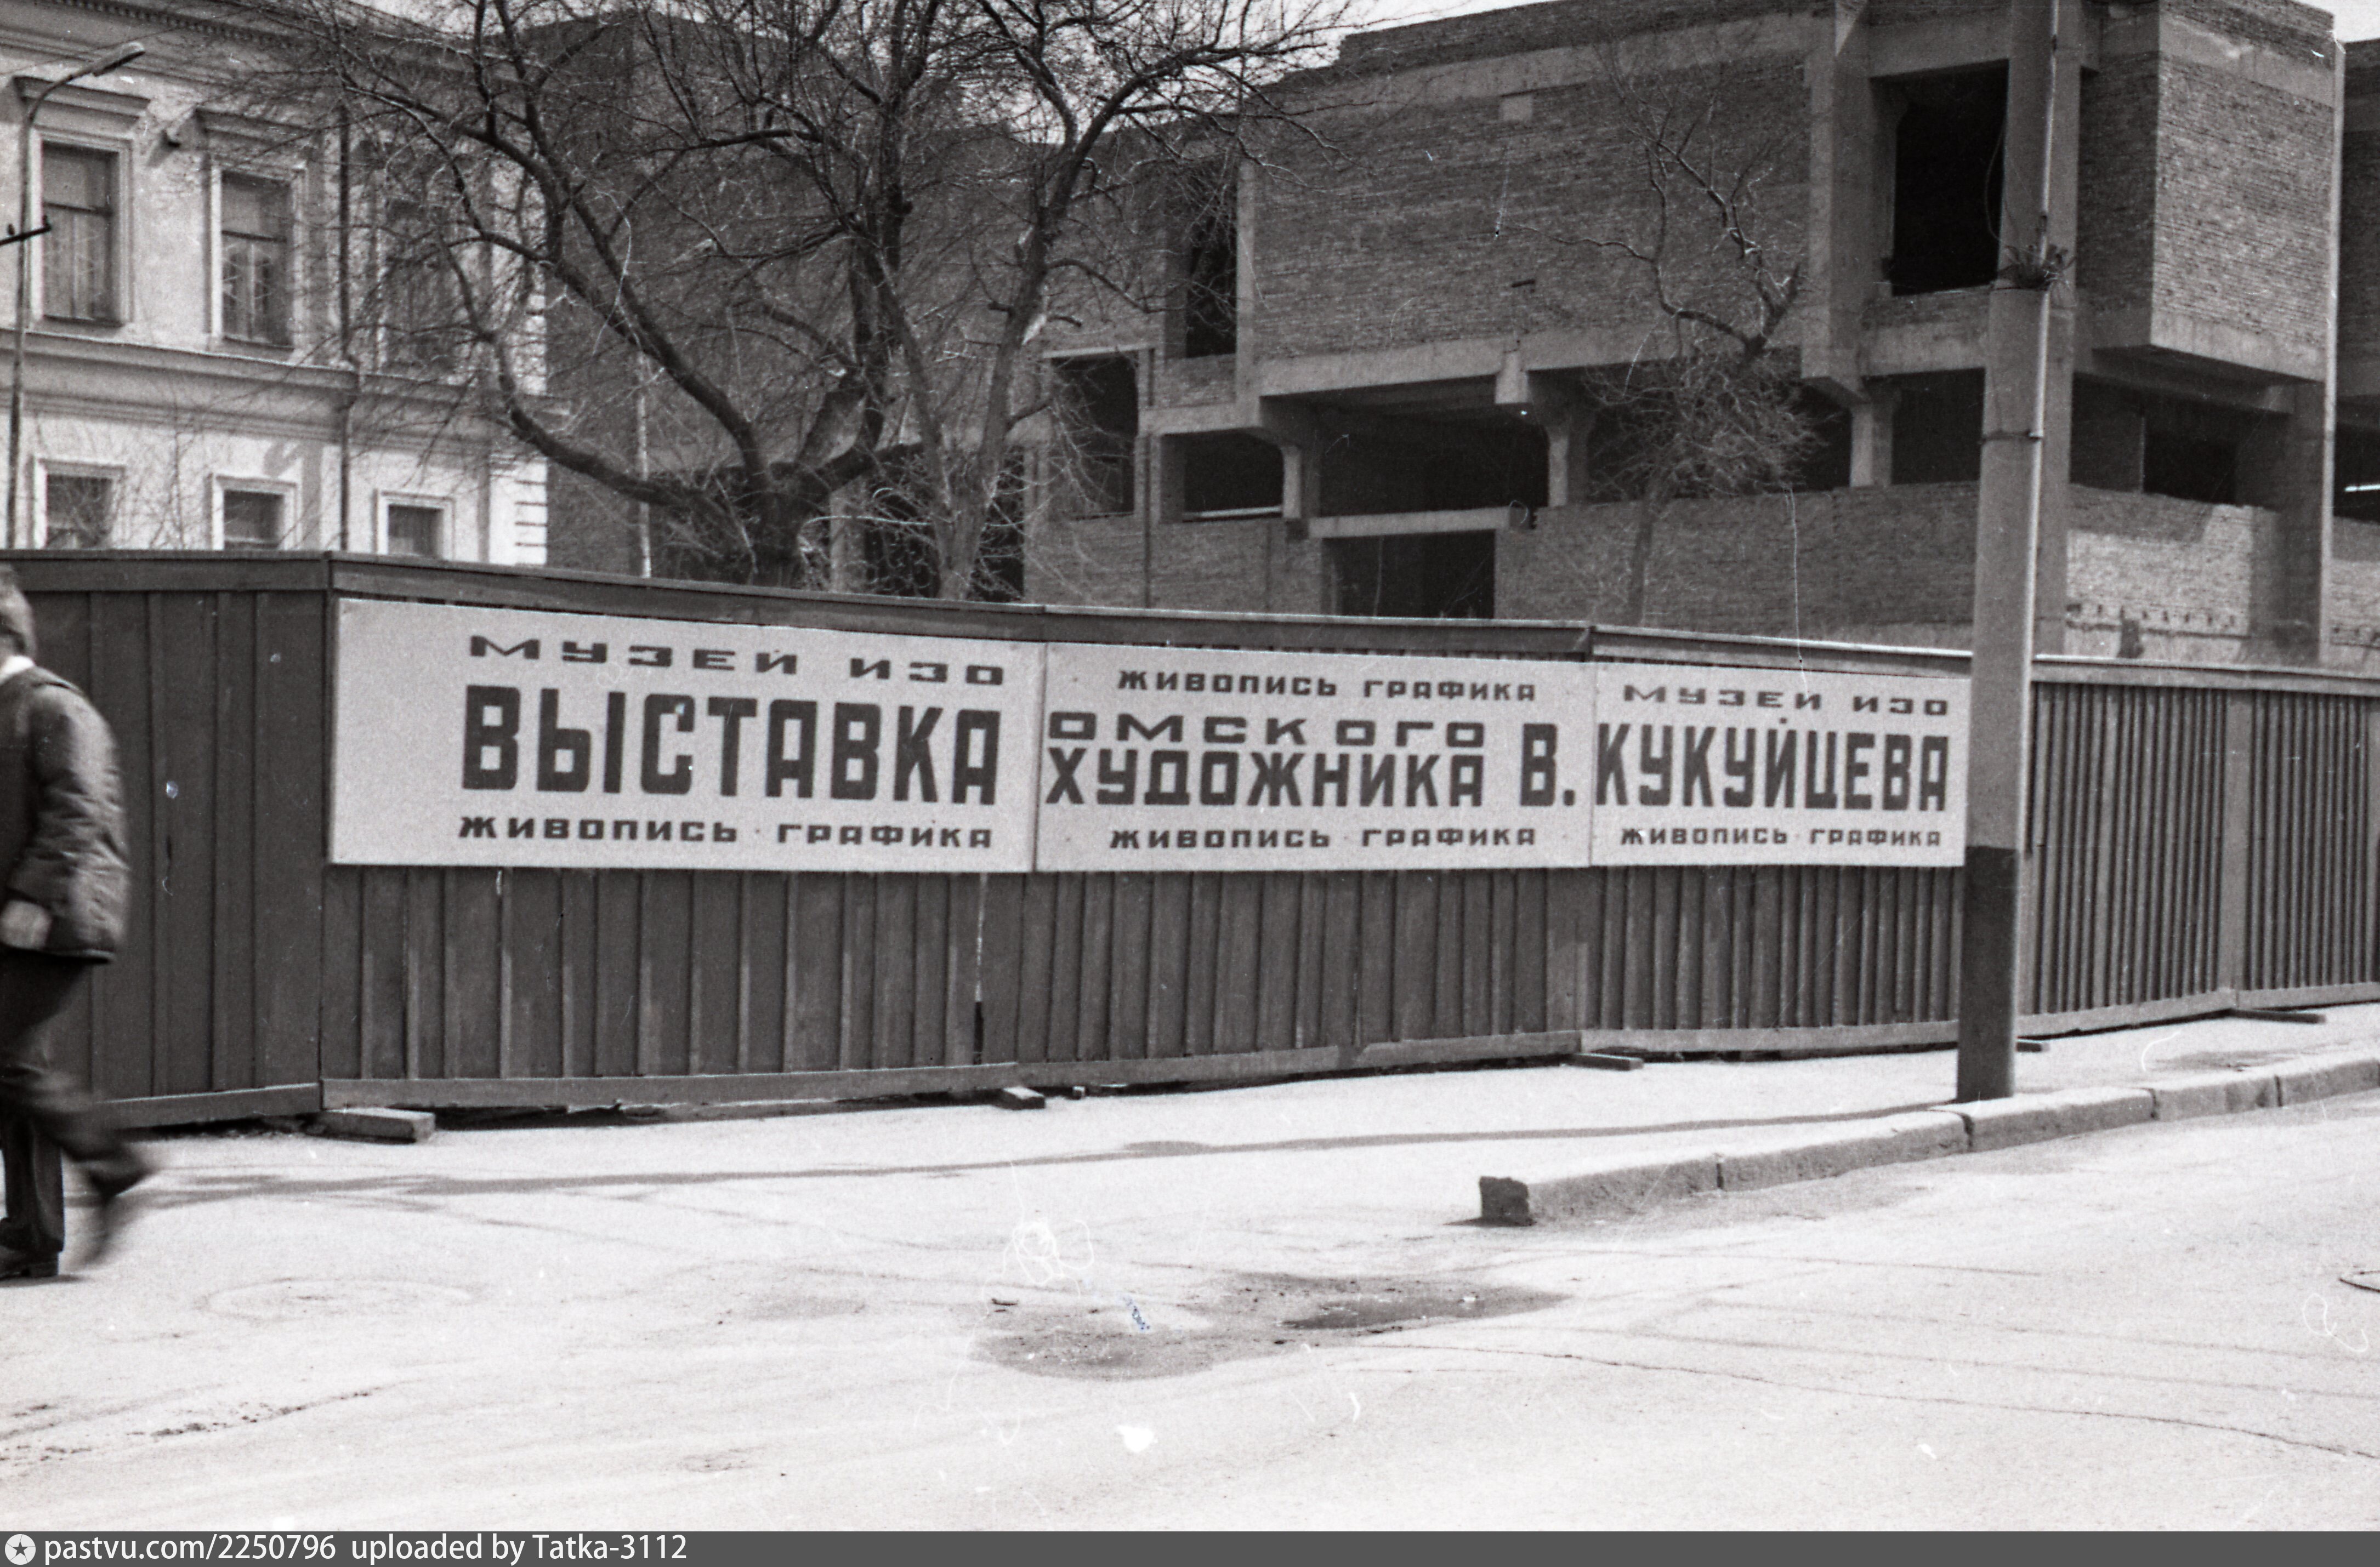 МУЗЕЙ ИЗО
ВЫСТАВКА
ЖИВОПИСЬ · ГРАФИКА
ЖИВОПИСЬ ГРАФИКА
ОМСКОГО
ХУДОЖНИКА В.
ЖИВОПИСЬ · ГРАФИКА
МУЗЕЙ ИЗО
КУКУЙЦЕВА
ЖИВОПИСЬ · ГРАФИКА
pastvu.com/2250796 uploaded by Tatka-3112